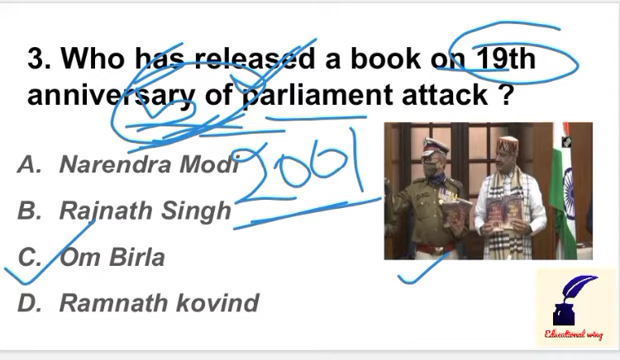 3. Who has released a book on 19th
anniversary of parliament attack ?
2001
A. Narendra Modi
B. Rajnath Singh
C. Om Birla
D. Ramnath kovind
Educational wing